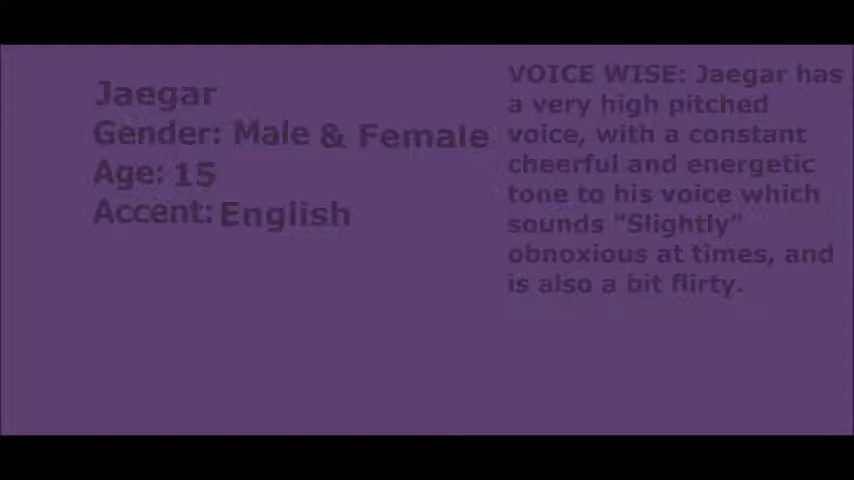 Jaegar
Gender: Male & Female
Age: 15
Accent: English
VOICE WISE: Jaegar has
a very high pitched
voice, with a constant
cheerful and energetic
tone to his voice which
sounds "Slightly"
obnoxious at times, and
is also a bit flirty.